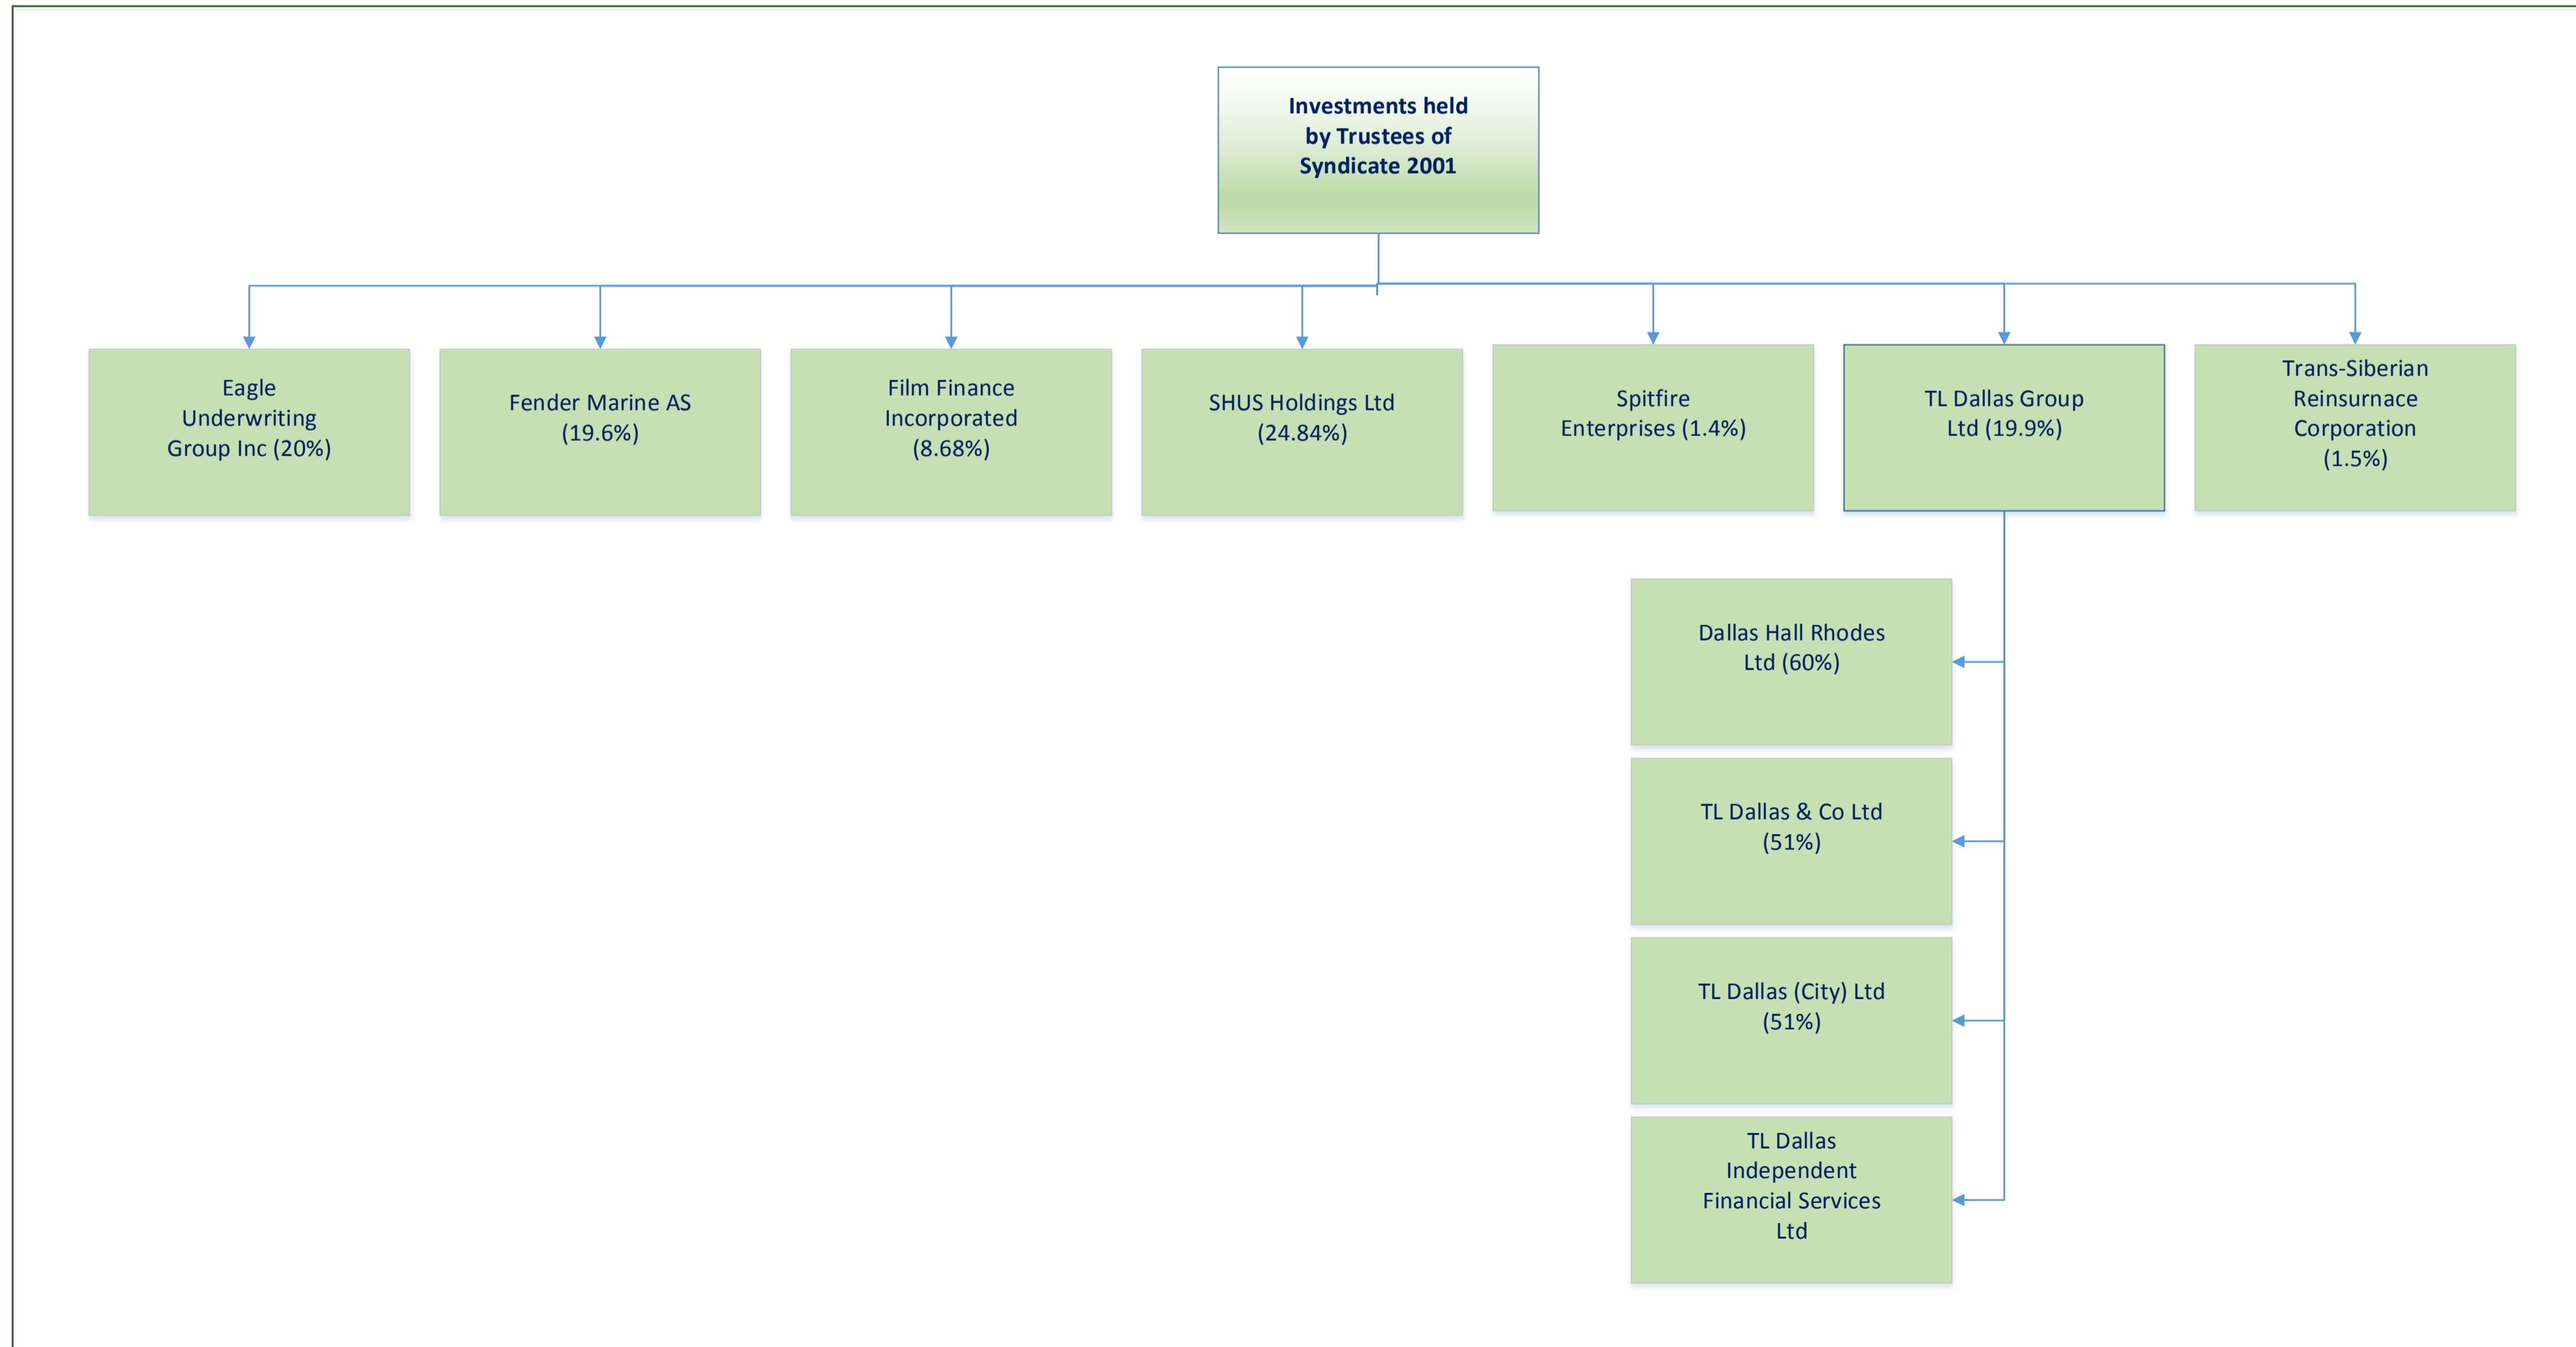 Investments held
by Trustees of
Syndicate 2001
Eagle
Underwriting
Group Inc (20%)
Fender Marine AS
(19.6%)
Film Finance
Incorporated
(8.68%)
SHUS Holdings Ltd
(24.84%)
Spitfire
Enterprises (1.4%)
TL Dallas Group
Ltd (19.9%)
Trans-Siberian
Reinsurnace
Corporation
(1.5%)
Dallas Hall Rhodes
Ltd (60%)
TL Dallas & Co Ltd
(51%)
TL Dallas (City) Ltd
(51%)
TL Dallas
Independent
Financial Services
Ltd